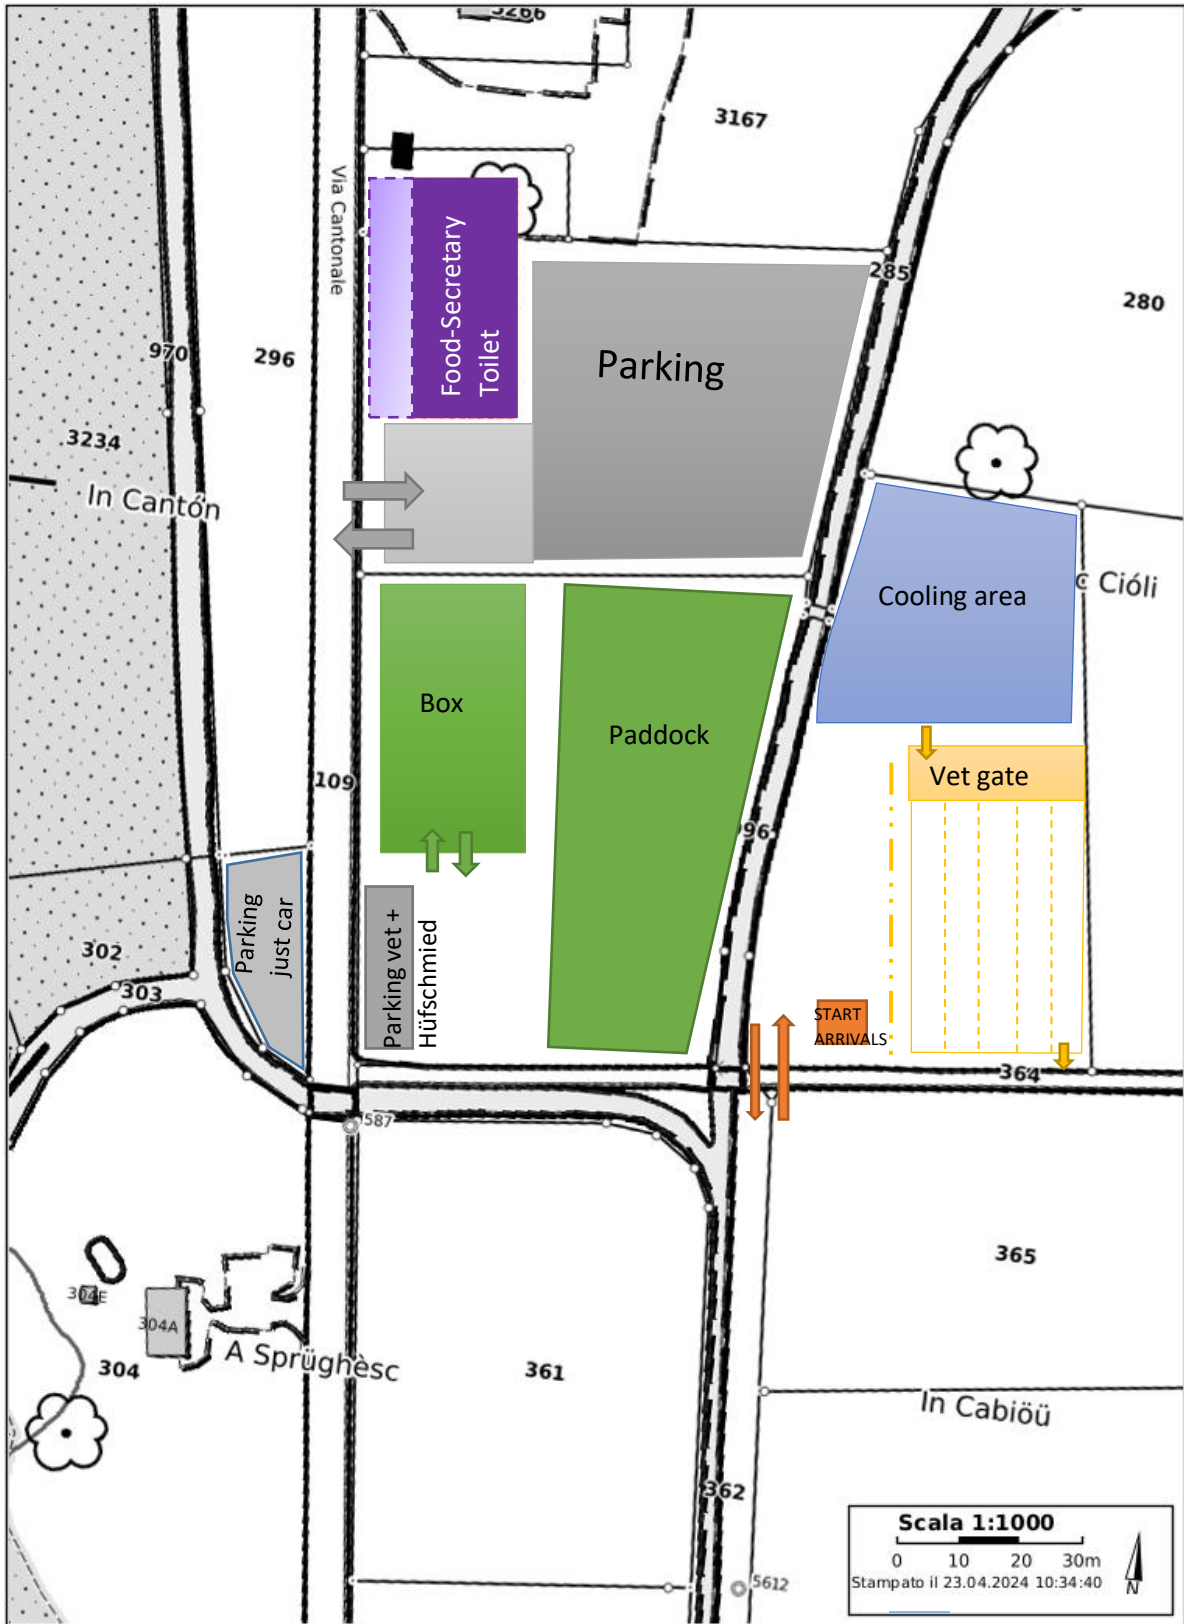 3266
3167
Via Cantonale
Food-Secretary
Toilet
285
280
Parking
970
296
3234
In Cantón
c Cióli
Cooling area
Box
Paddock
Vet gate
109
96
Parking
just car
Parking vet +
Hüfschmied
302
303
START
ARRIVALS
364
587
365
304E
304A
304
A Sprüghèsc
361
In Cabiöü
362
5612
Scala 1:1000
0 10 20 30m
Stampato il 23.04.2024 10:34:40
N